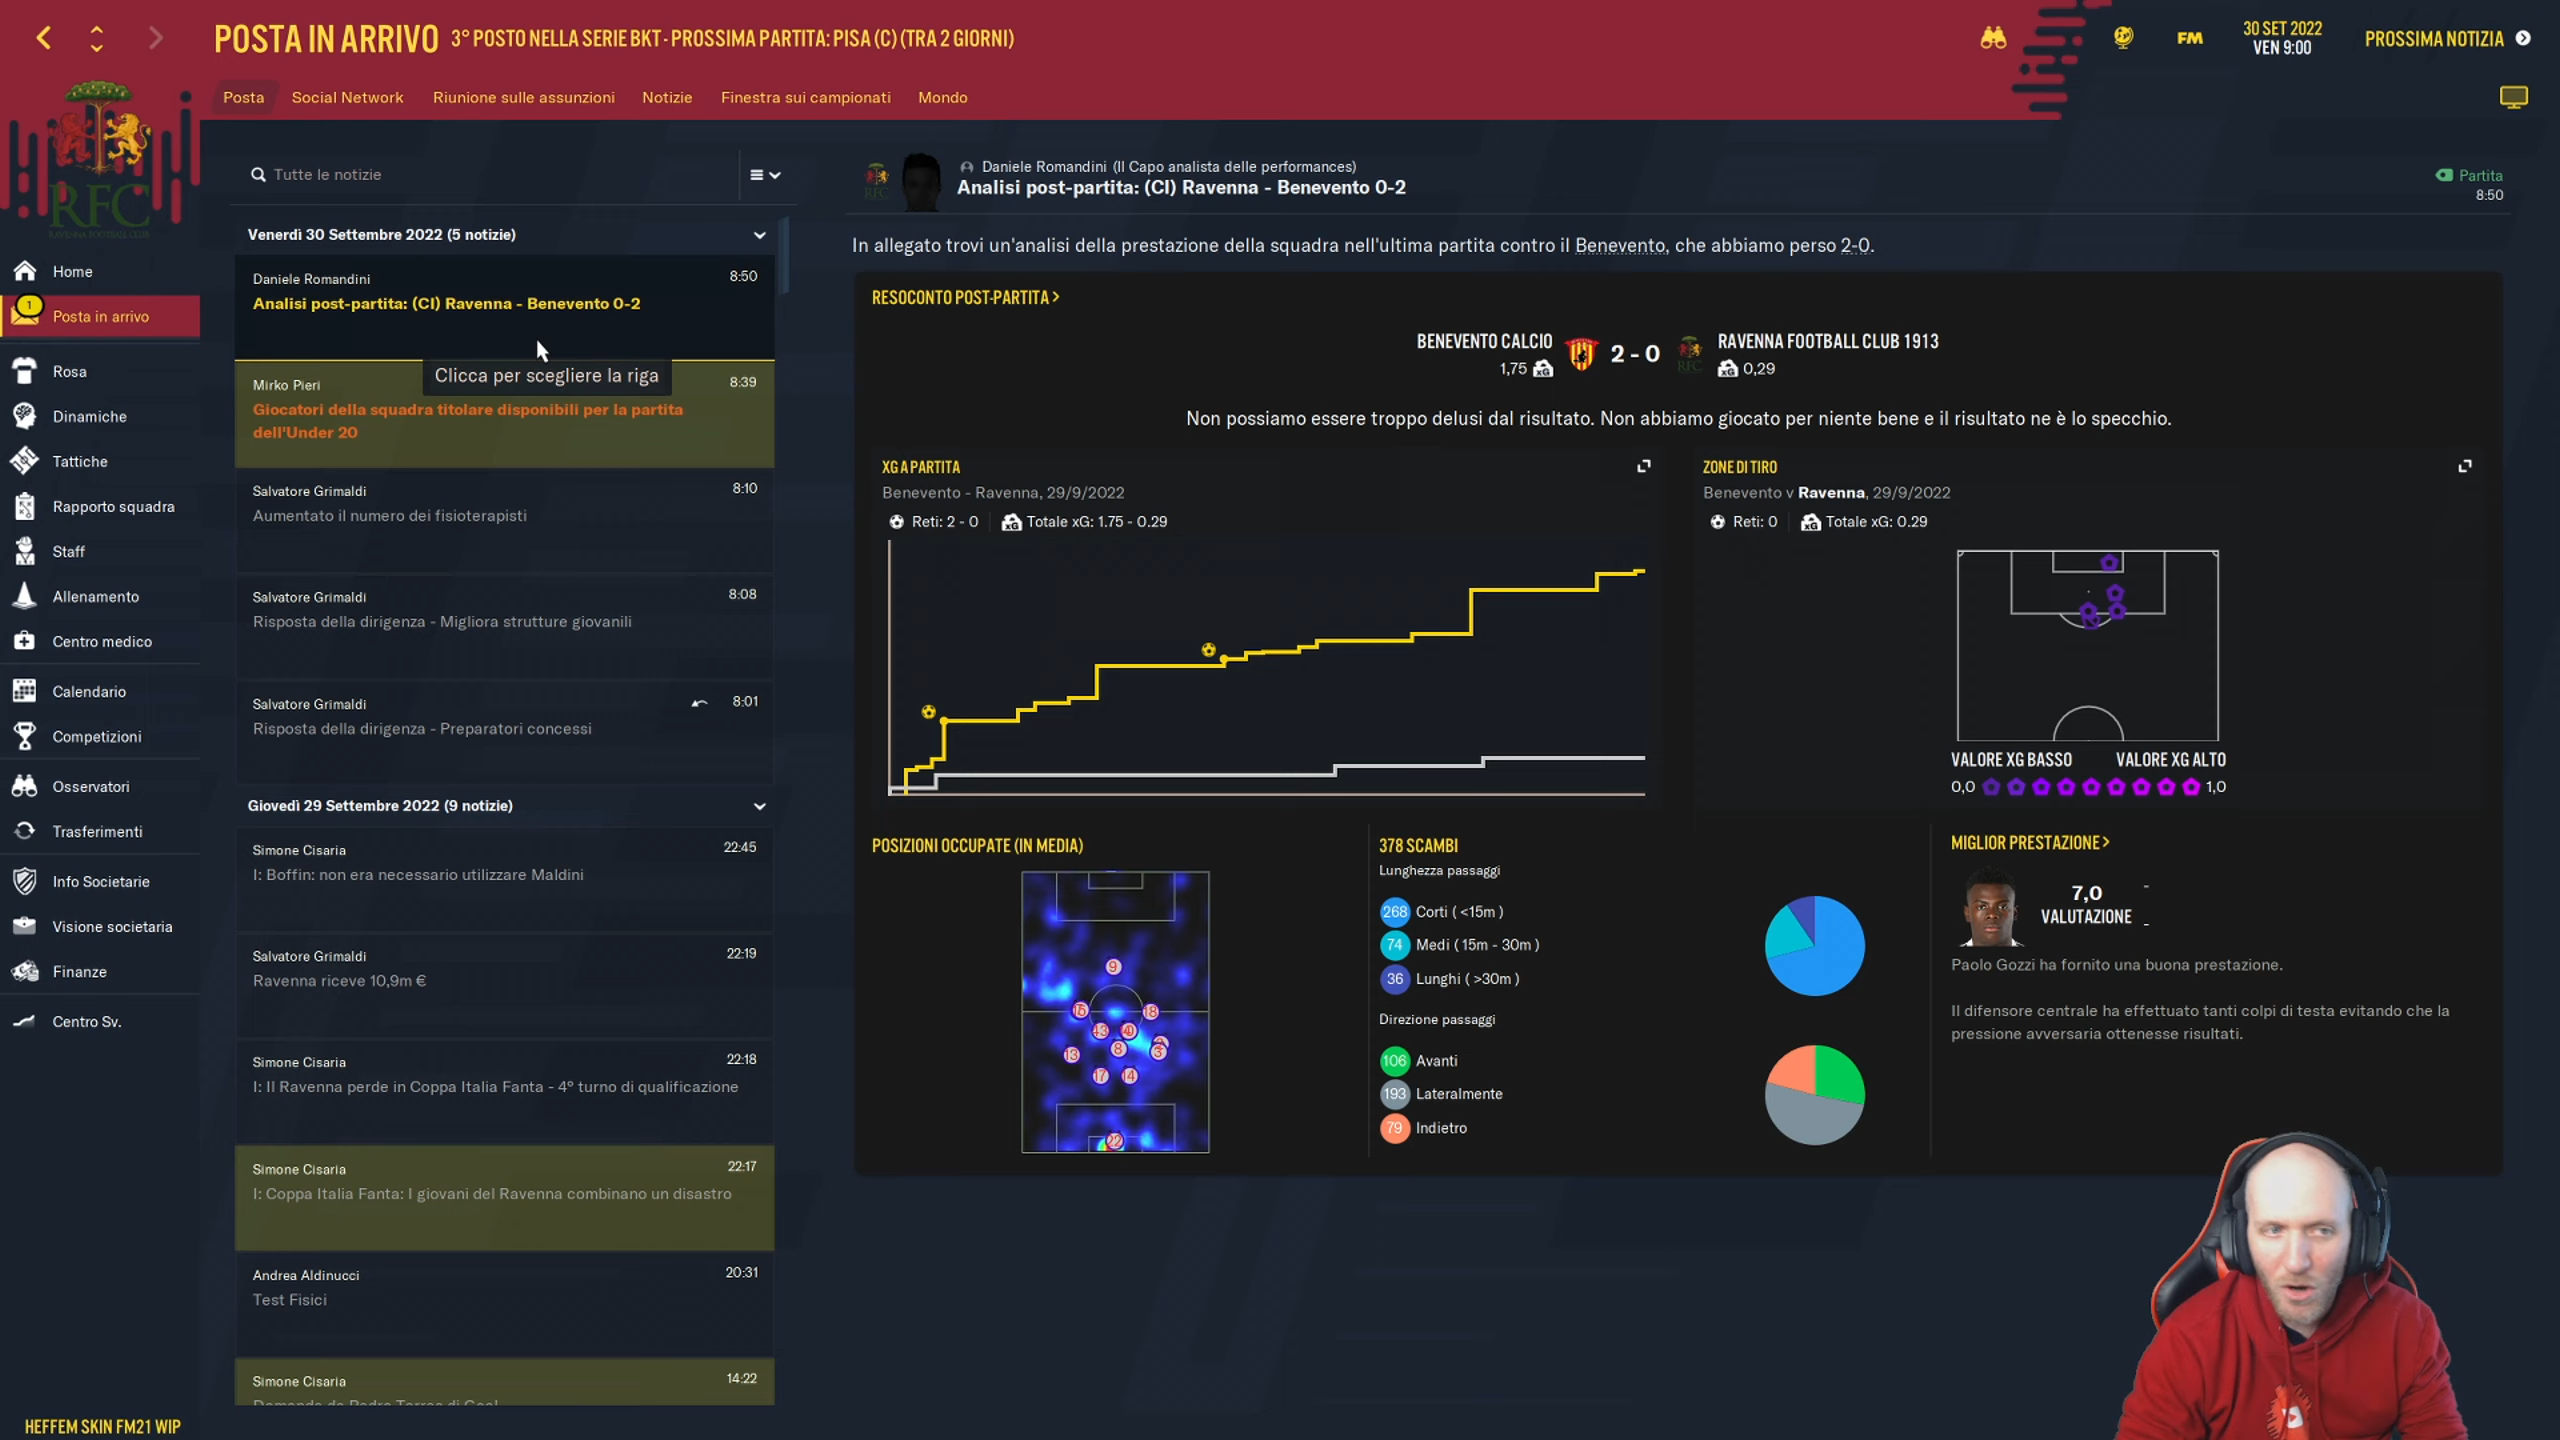 POSTA IN ARRIVO 3° POSTO NELLA SERIE BKT - PROSSIMA PARTITA: PISA (C) (TRA 2 GIORNI)
FM
30 SET 2022
VEN 9:00
PROSSIMA NOTIZIA
Posta Social Network Riunione sulle assunzioni Notizie Finestra sui campionati Mondo
RFC
RAVENNA FOOTBALL CLUB
Home
1
Posta in arrivo
Rosa
Dinamiche
Tattiche
Rapporto squadra
Staff
Allenamento
Centro medico
Calendario
Competizioni
Osservatori
Trasferimenti
Info Societarie
Visione societaria
Finanze
Centro Sv.
HEFFEM SKIN FM21 WIP
Tutte le notizie
Venerdì 30 Settembre 2022 (5 notizie)
Daniele Romandini 8:50
Analisi post-partita: (CI) Ravenna - Benevento 0-2
Clicca per scegliere la riga
Mirko Pieri 8:39
Giocatori della squadra titolare disponibili per la partita
dell'Under 20
Salvatore Grimaldi 8:10
Aumentato il numero dei fisioterapisti
Salvatore Grimaldi 8:08
Risposta della dirigenza - Migliora strutture giovanili
Salvatore Grimaldi 8:01
Risposta della dirigenza - Preparatori concessi
Giovedì 29 Settembre 2022 (9 notizie)
Simone Cisaria 22:45
I: Boffin: non era necessario utilizzare Maldini
Salvatore Grimaldi 22:19
Ravenna riceve 10,9m €
Simone Cisaria 22:18
I: Il Ravenna perde in Coppa Italia Fanta - 4° turno di qualificazione
Simone Cisaria 22:17
I: Coppa Italia Fanta: I giovani del Ravenna combinano un disastro
Andrea Aldinucci 20:31
Test Fisici
Simone Cisaria 14:22
Daniele Romandini (Il Capo analista delle performances)
Analisi post-partita: (CI) Ravenna - Benevento 0-2
Partita
8:50
In allegato trovi un'analisi della prestazione della squadra nell'ultima partita contro il Benevento, che abbiamo perso 2-0.
RESOCONTO POST-PARTITA >
BENEVENTO CALCIO 2 - 0 RAVENNA FOOTBALL CLUB 1913
1,75 xG xG 0,29
Non possiamo essere troppo delusi dal risultato. Non abbiamo giocato per niente bene e il risultato ne è lo specchio.
XG A PARTITA
Benevento - Ravenna, 29/9/2022
Reti: 2 - 0 xG Totale xG: 1.75 - 0.29
ZONE DI TIRO
Benevento v Ravenna, 29/9/2022
Reti: 0 xG Totale xG: 0.29
VALORE XG BASSO VALORE XG ALTO
0,0 1,0
POSIZIONI OCCUPATE (IN MEDIA)
9
18
8
13
3
17 14
22
378 SCAMBI
Lunghezza passaggi
268 Corti ( <15m )
74 Medi ( 15m - 30m )
36 Lunghi ( >30m )
Direzione passaggi
106 Avanti
193 Lateralmente
79 Indietro
MIGLIOR PRESTAZIONE >
7,0
VALUTAZIONE
-
-
Paolo Gozzi ha fornito una buona prestazione.
Il difensore centrale ha effettuato tanti colpi di testa evitando che la
pressione avversaria ottenesse risultati.